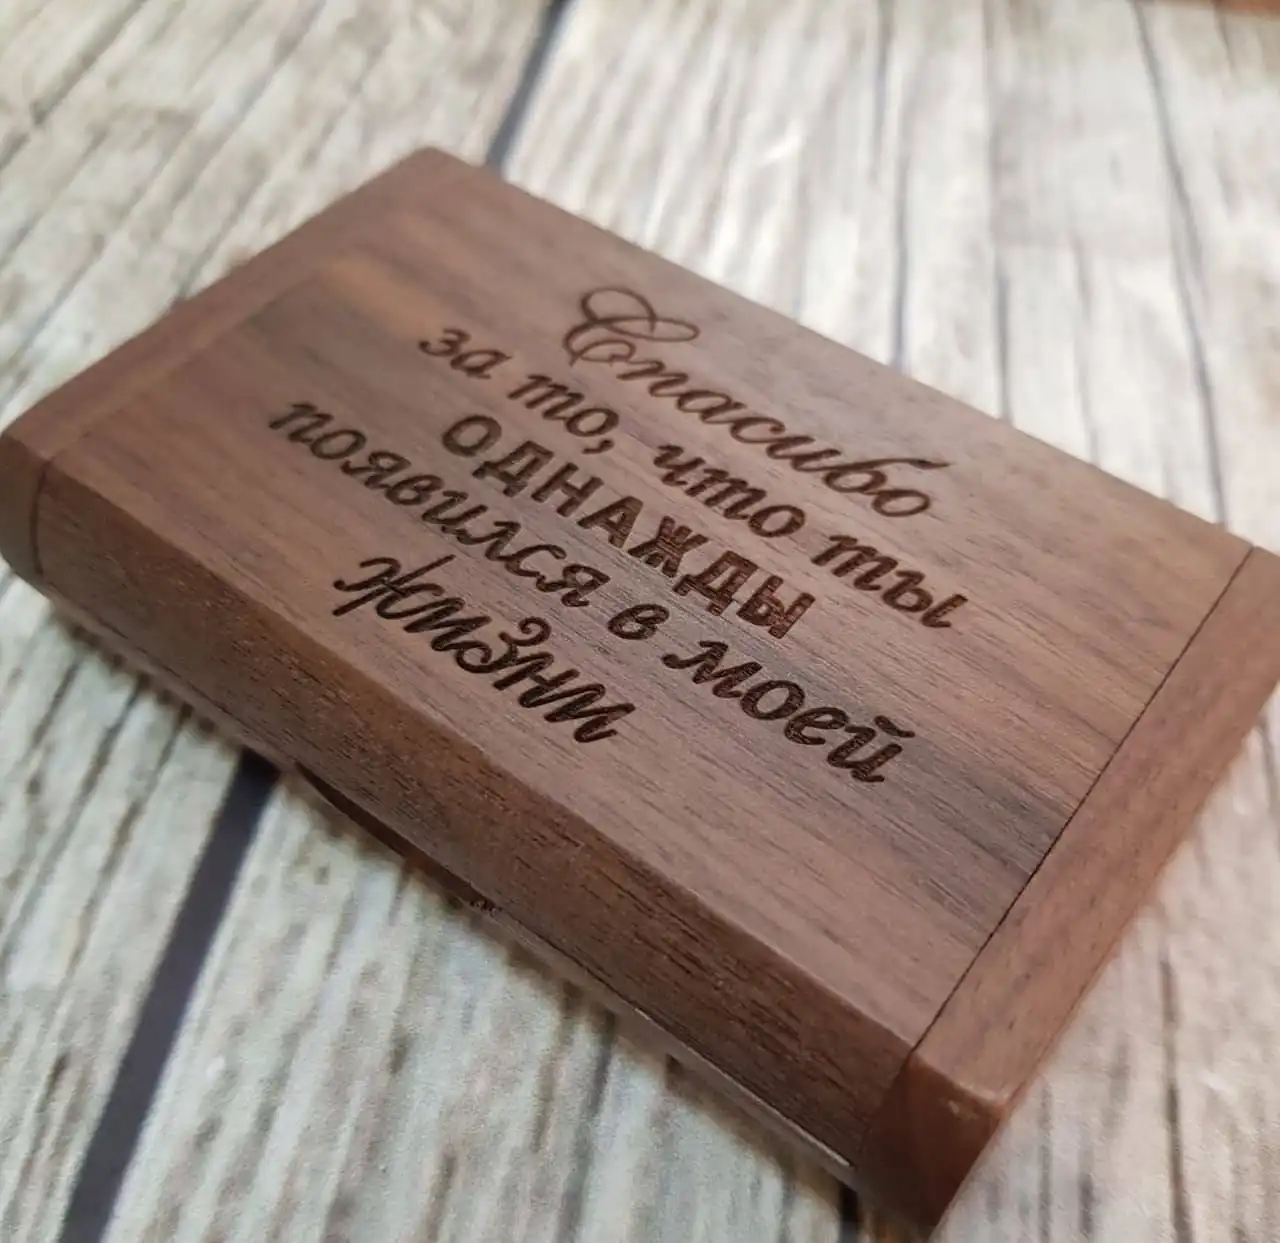 Спасибо
за то, что ты
ОДНАЖДЫ
появился в моей
жизни